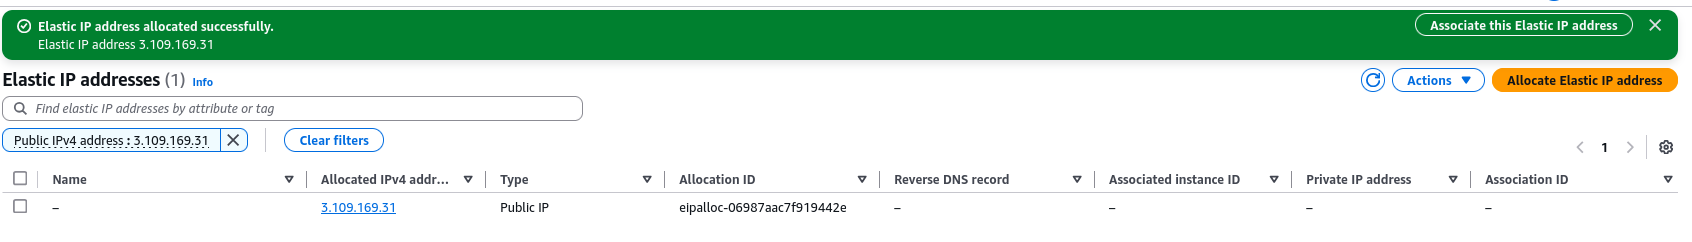 Elastic IP address allocated successfully.
Associate this Elastic IP address
Elastic IP address 3.109.169.31
Elastic IP addresses (1) Info
Actions
Allocate Elastic IP address
Find elastic IP addresses by attribute or tag
Public IPv4 address : 3.109.169.31
Clear filters
1
Name Allocated IPv4 addr... Type Allocation ID Reverse DNS record Associated instance ID Private IP address Association ID
– 3.109.169.31 Public IP eipalloc-06987aac7f919442e – – – –